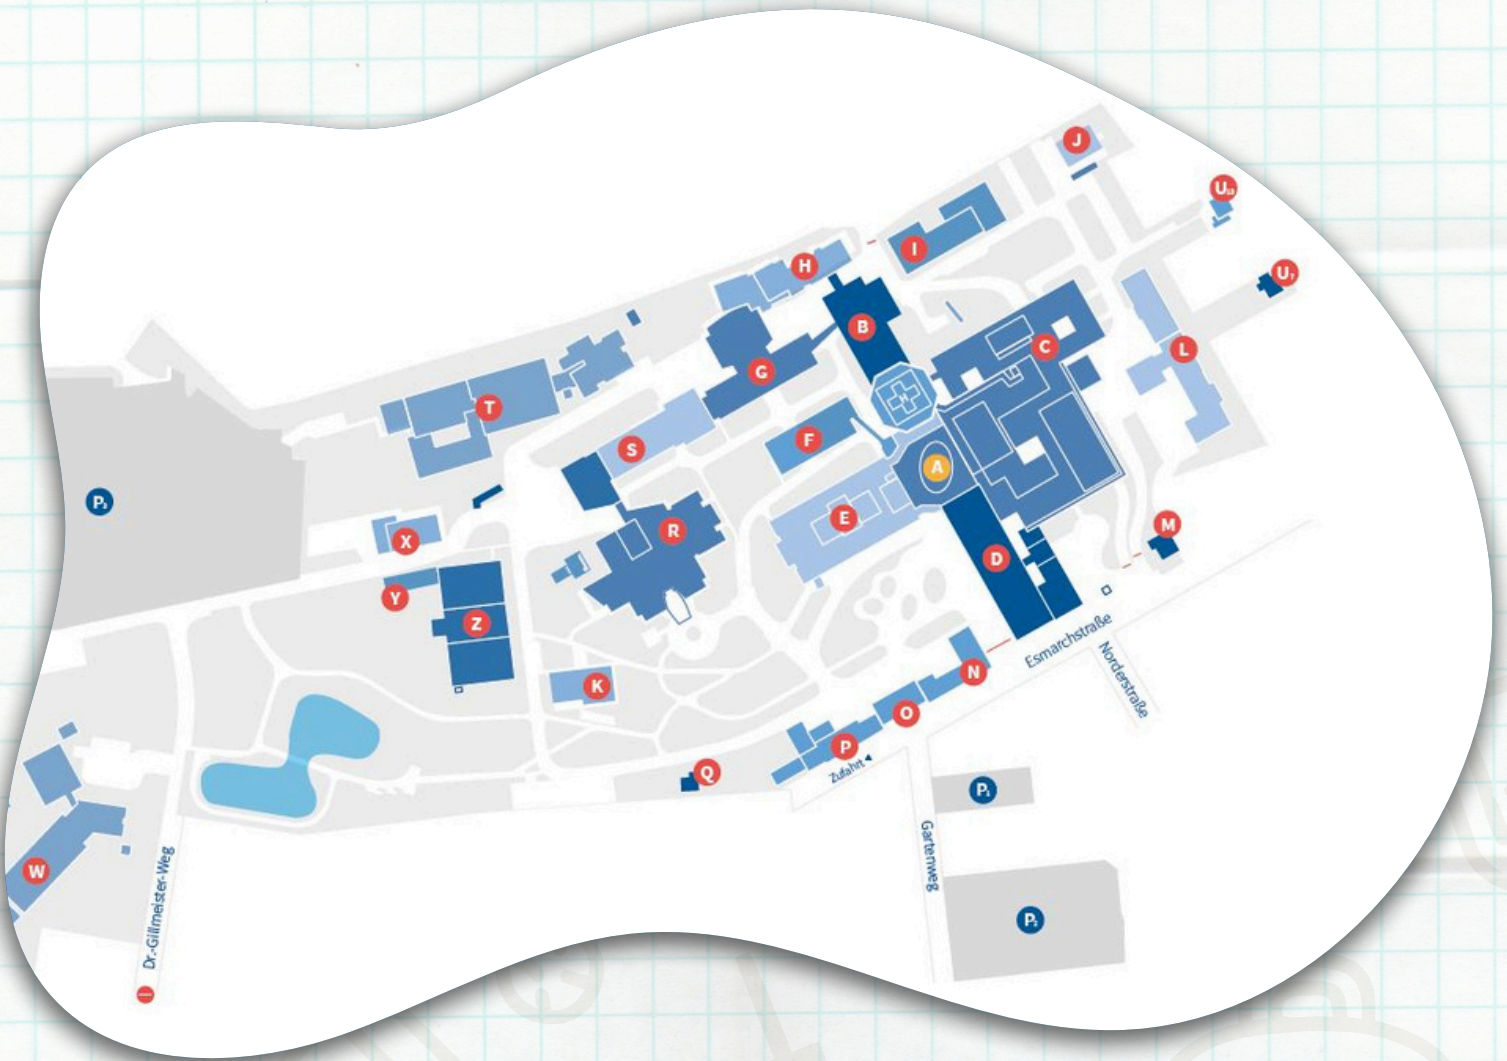 J
U₁₀
I
H
U₇
B
C
L
G
T
F
S
A
P₃
E
M
R
X
D
Y
Z
Esmarchstraße
N
Norderstraße
K
O
P
Zufahrt ◄
Q
P₁
Gartenweg
W
Dr.-Gillmeister-Weg
P₂